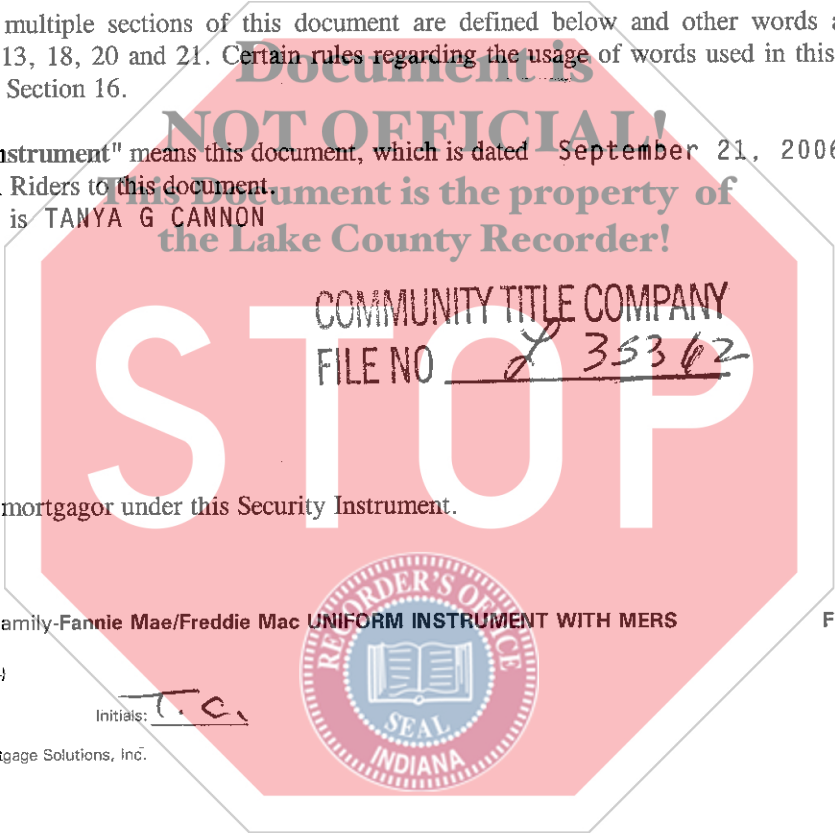 multiple sections of this document are defined below and other words a
13, 18, 20 and 21. Certain rules regarding the usage of words used in this
Section 16.
Document is
NOT OFFICIAL!
This Document is the property of
the Lake County Recorder!
nstrument" means this document, which is dated September 21, 2006
Riders to this document.
is TANYA G CANNON
COMMUNITY TITLE COMPANY
FILE NO L 35362
STOP
mortgagor under this Security Instrument.
amily-Fannie Mae/Freddie Mac UNIFORM INSTRUMENT WITH MERS F
RECORDER'S OFFICE
SEAL
INDIANA
Initials: T.C.
tgage Solutions, Inc.